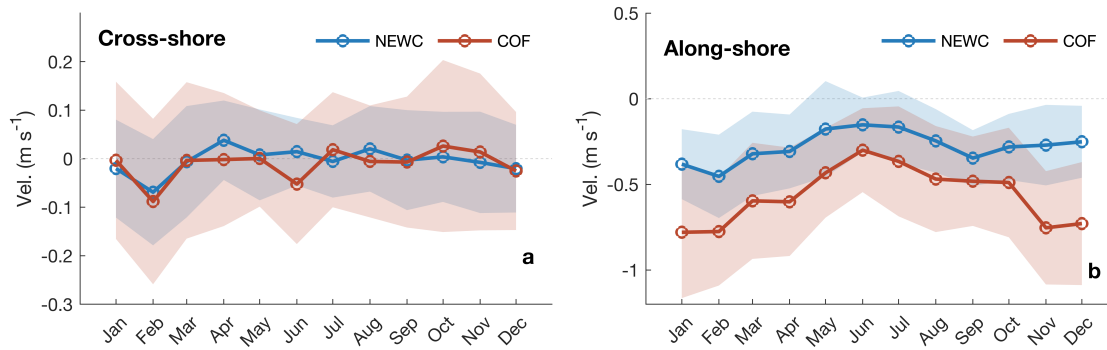 Cross-shore
NEWC
COF
Vel. (m s⁻¹)
0.2
0.1
0
-0.1
-0.2
-0.3
a
Jan Feb Mar Apr May Jun Jul Aug Sep Oct Nov Dec
Along-shore
NEWC
COF
Vel. (m s⁻¹)
0.5
0
-0.5
-1
b
Jan Feb Mar Apr May Jun Jul Aug Sep Oct Nov Dec